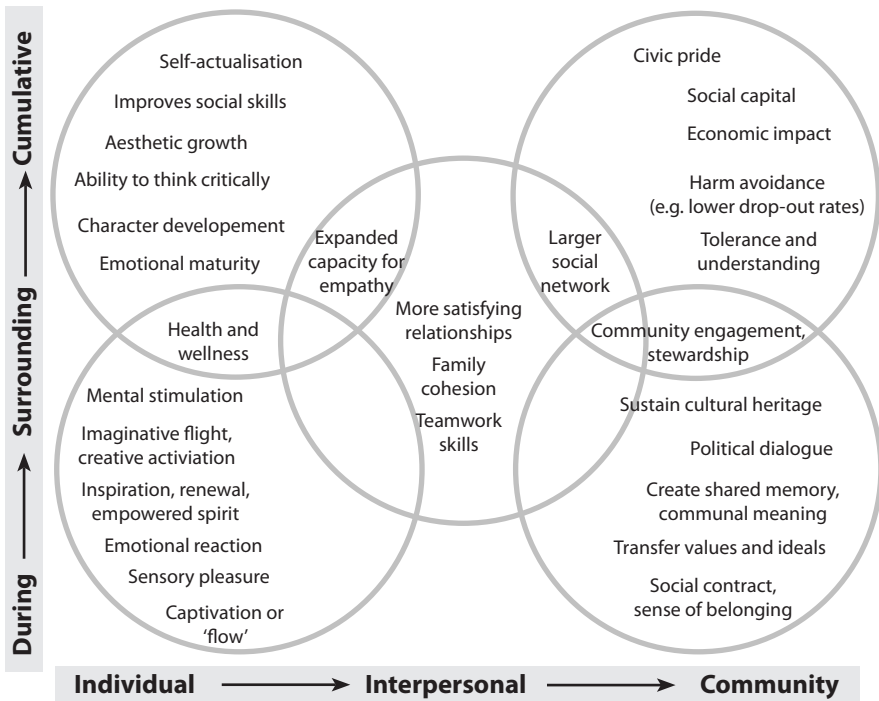 Cumulative
Surrounding
During
Self-actualisation
Improves social skills
Aesthetic growth
Ability to think critically
Character developement
Emotional maturity
Expanded
capacity for
empathy
Health and
wellness
Mental stimulation
Imaginative flight,
creative activiation
Inspiration, renewal,
empowered spirit
Emotional reaction
Sensory pleasure
Captivation or
‘flow’
More satisfying
relationships
Family
cohesion
Teamwork
skills
Civic pride
Social capital
Economic impact
Harm avoidance
(e.g. lower drop-out rates)
Tolerance and
understanding
Larger
social
network
Community engagement,
stewardship
Sustain cultural heritage
Political dialogue
Create shared memory,
communal meaning
Transfer values and ideals
Social contract,
sense of belonging
Individual
Interpersonal
Community